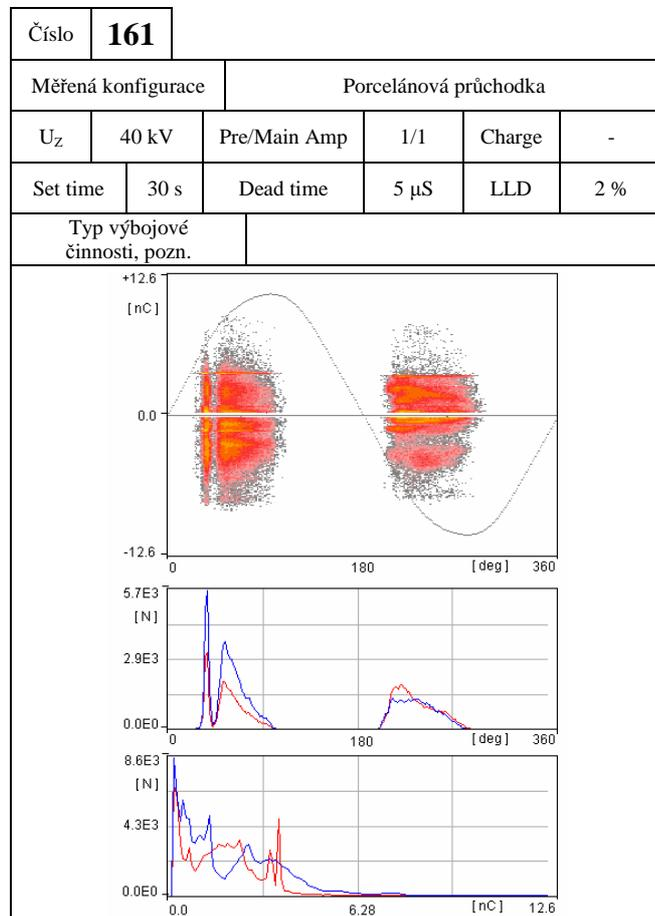 Číslo 161
Měřená konfigurace Porcelánová průchodka
UZ 40 kV Pre/Main Amp 1/1 Charge -
Set time 30 s Dead time 5 μS LLD 2 %
Typ výbojové
činnosti, pozn.
+12.6
[nC]
0.0
-12.6
0 180 [deg] 360
5.7E3
[N]
2.9E3
0.0E0
0 180 [deg] 360
8.6E3
[N]
4.3E3
0.0E0
0.0 6.28 [nC] 12.6